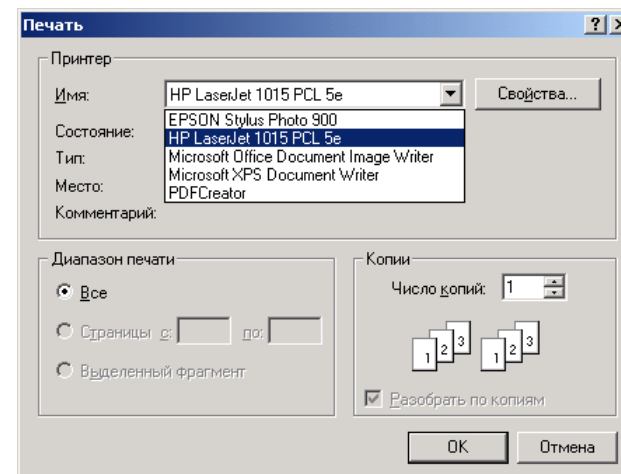 Печать
Принтер
Имя: HP LaserJet 1015 PCL 5e Свойства...
EPSON Stylus Photo 900
Состояние: HP LaserJet 1015 PCL 5e
Тип: Microsoft Office Document Image Writer
Microsoft XPS Document Writer
Место: PDFCreator
Комментарий:
Диапазон печати Копии
Все Число копий: 1
Страницы с: по:
1 2 3 1 2 3
Выделенный фрагмент
Разобрать по копиям
OK Отмена